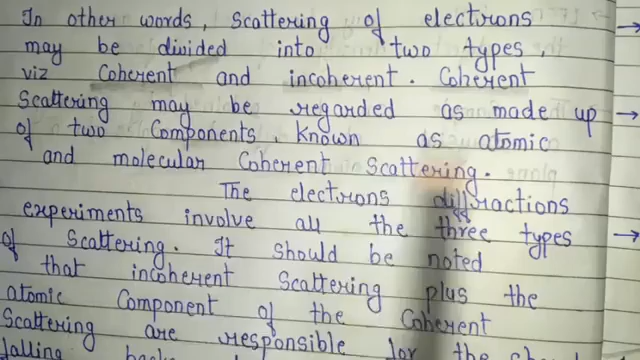 In other words, Scattering of electrons
may be divided into two types,
viz Coherent and incoherent. Coherent
Scattering may be regarded as made up
of two Components, known as atomic
and molecular Coherent Scattering.
The electrons diffractions
experiments involve all the three types
of Scattering. It should be noted
that incoherent Scattering plus the
atomic Component of the Coherent
Scattering are responsible for the
falling